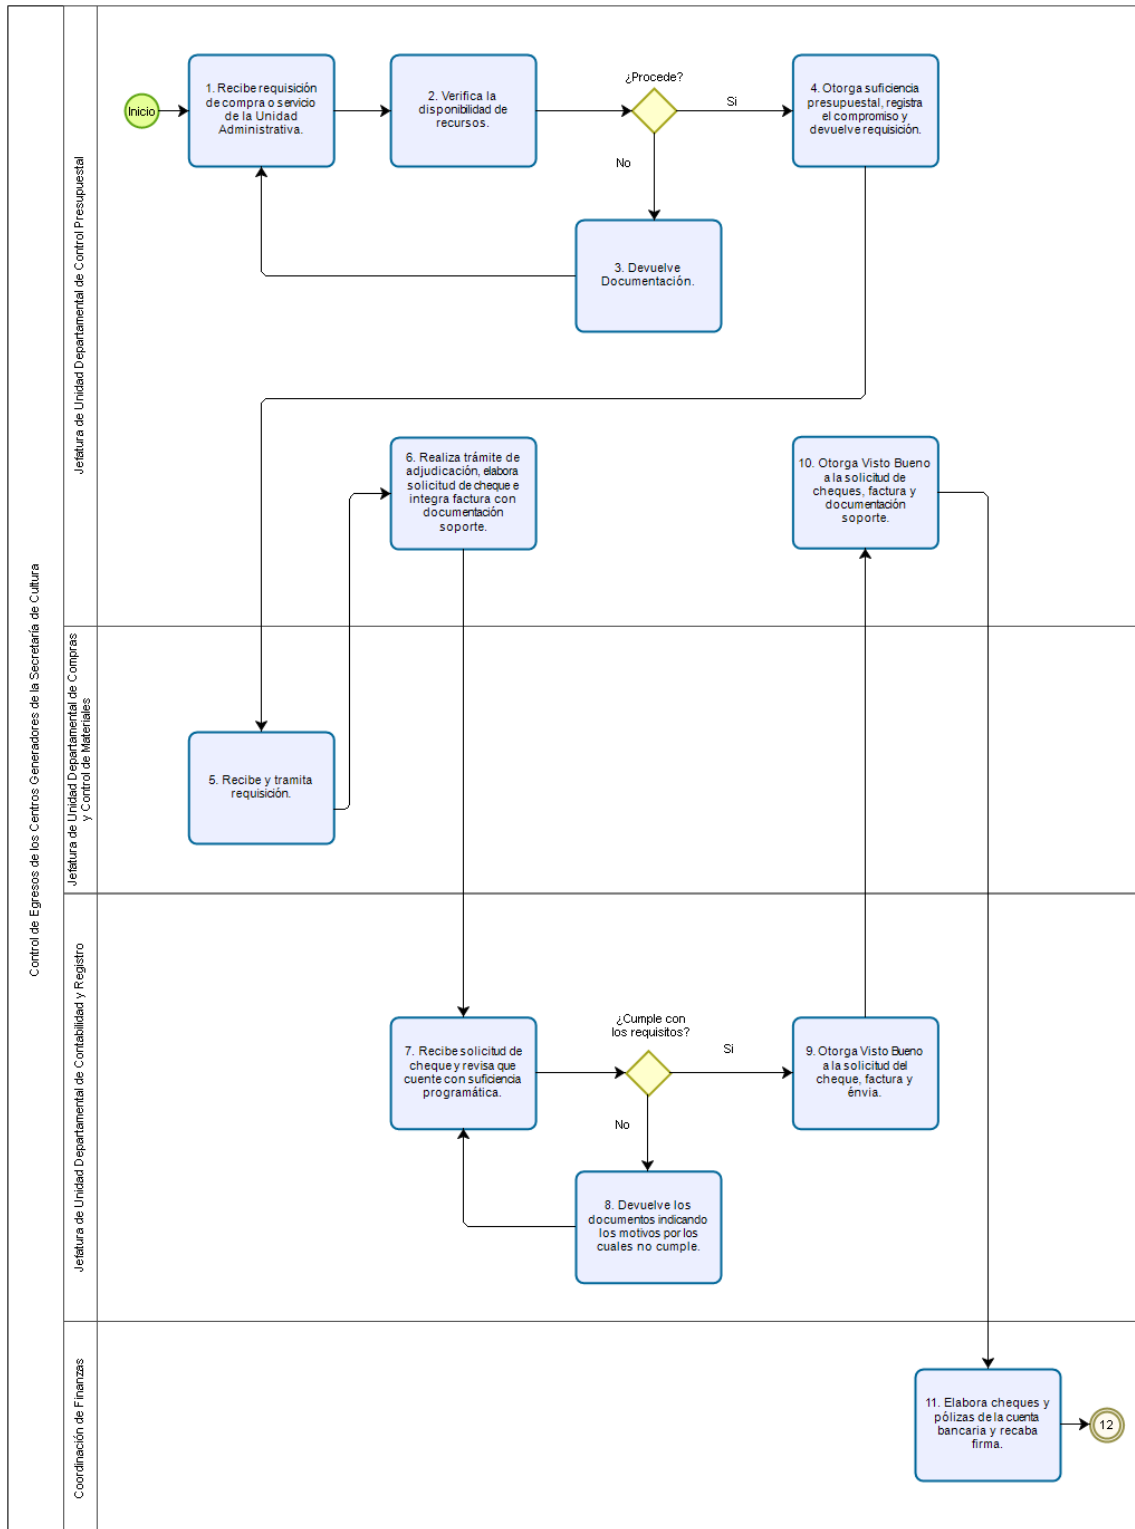 Control de Egresos de los Centros Generadores de la Secretaría de Cultura
Jefatura de Unidad Departamental de Control Presupuestal
Inicio
1. Recibe requisición
de compra o servicio
de la Unidad
Administrativa.
2. Verifica la
disponibilidad de
recursos.
¿Procede?
Si
No
4. Otorga suficiencia
presupuestal, registra
el compromiso y
devuelve requisición.
3. Devuelve
Documentación.
6. Realiza trámite de
adjudicación, elabora
solicitud de cheque e
integra factura con
documentación
soporte.
10. Otorga Visto Bueno
a la solicitud de
cheques, factura y
documentación
soporte.
Jefatura de Unidad Departamental de Compras
y Control de Materiales
5. Recibe y tramita
requisición.
Jefatura de Unidad Departamental de Contabilidad y Registro
7. Recibe solicitud de
cheque y revisa que
cuente con suficiencia
programática.
¿Cumple con
los requisitos?
Si
No
9. Otorga Visto Bueno
a la solicitud del
cheque, factura y
énvia.
8. Devuelve los
documentos indicando
los motivos por los
cuales no cumple.
Coordinación de Finanzas
11. Elabora cheques y
pólizas de la cuenta
bancaria y recaba
firma.
12